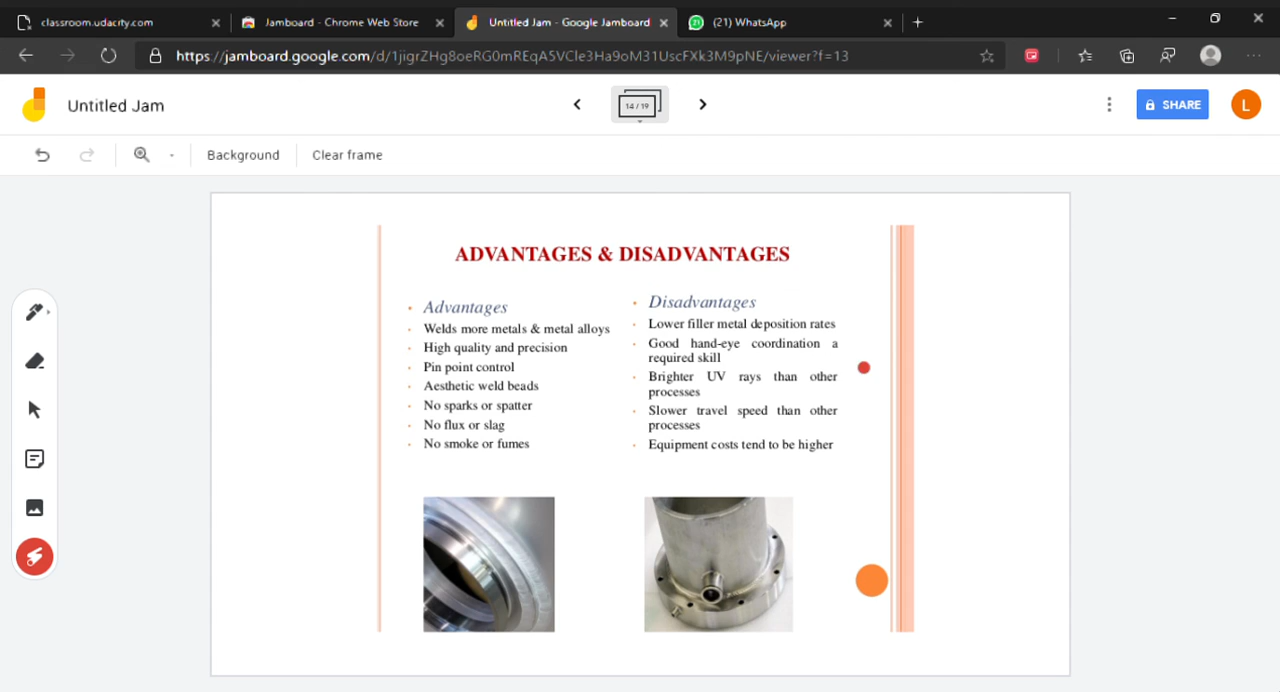 classroom.udacity.com
Jamboard - Chrome Web Store
Untitled Jam - Google Jamboard
(21) WhatsApp
https://jamboard.google.com/d/1jigrZHg8oeRG0mREqA5VCle3Ha9oM31UscFXk3M9pNE/viewer?f=13
Untitled Jam
14 / 19
SHARE
L
Background
Clear frame
ADVANTAGES & DISADVANTAGES
Advantages
Welds more metals & metal alloys
High quality and precision
Pin point control
Aesthetic weld beads
No sparks or spatter
No flux or slag
No smoke or fumes
Disadvantages
Lower filler metal deposition rates
Good hand-eye coordination a
required skill
Brighter UV rays than other
processes
Slower travel speed than other
processes
Equipment costs tend to be higher